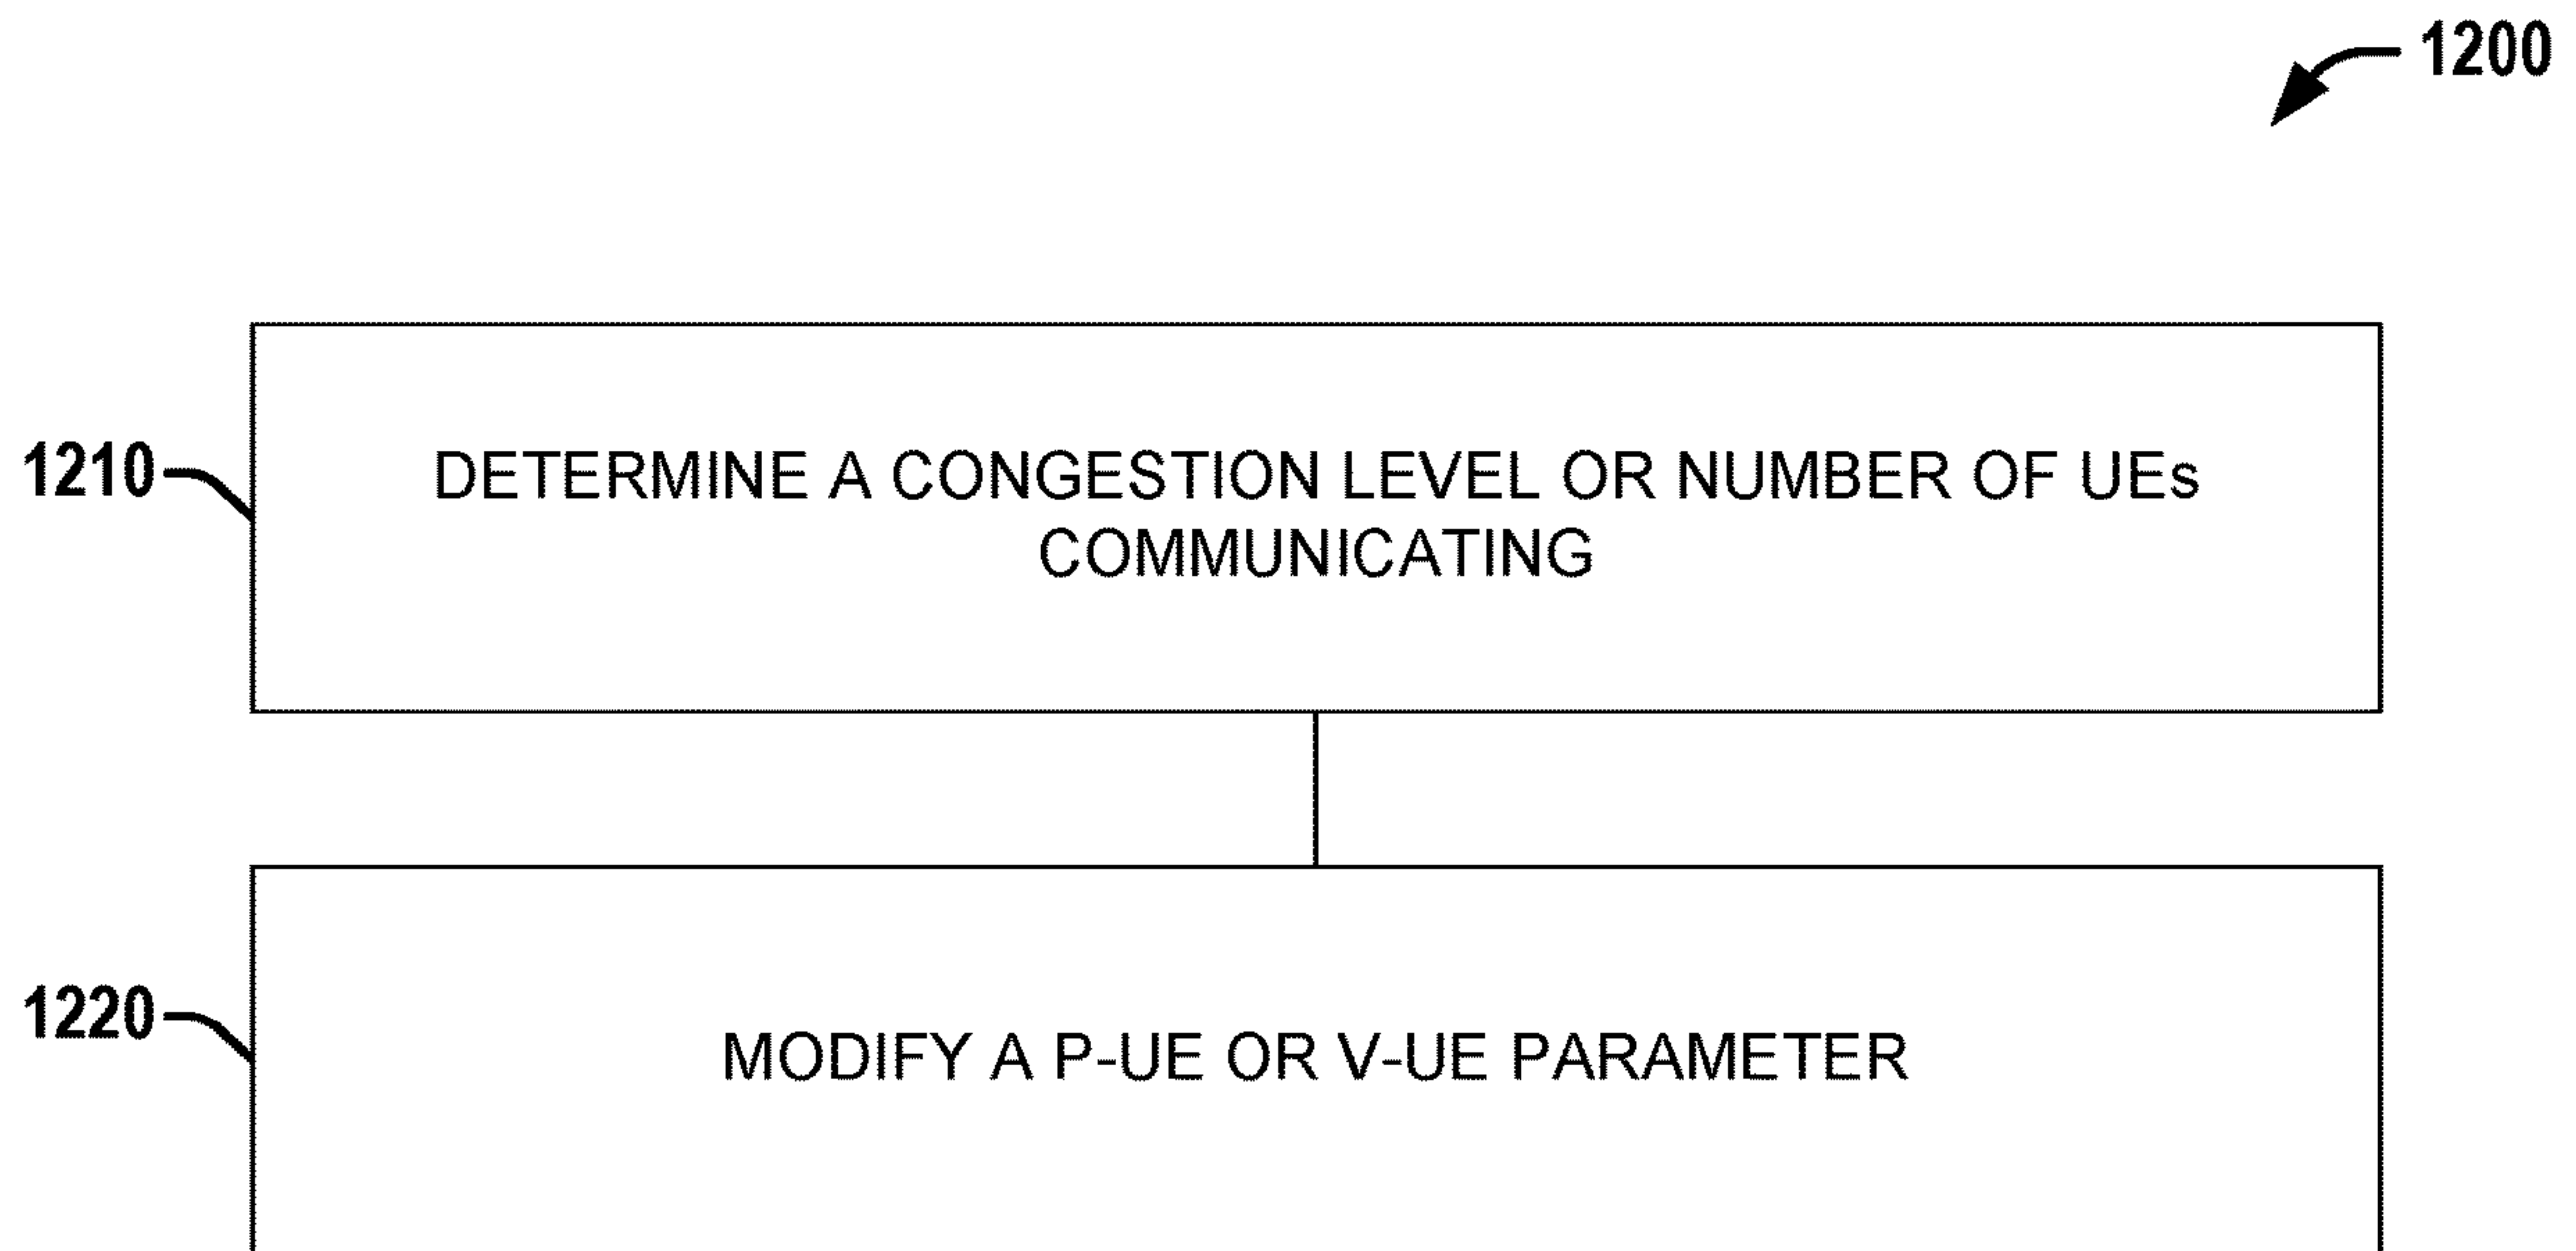 1200
1210
DETERMINE A CONGESTION LEVEL OR NUMBER OF UEs
COMMUNICATING
1220
MODIFY A P-UE OR V-UE PARAMETER